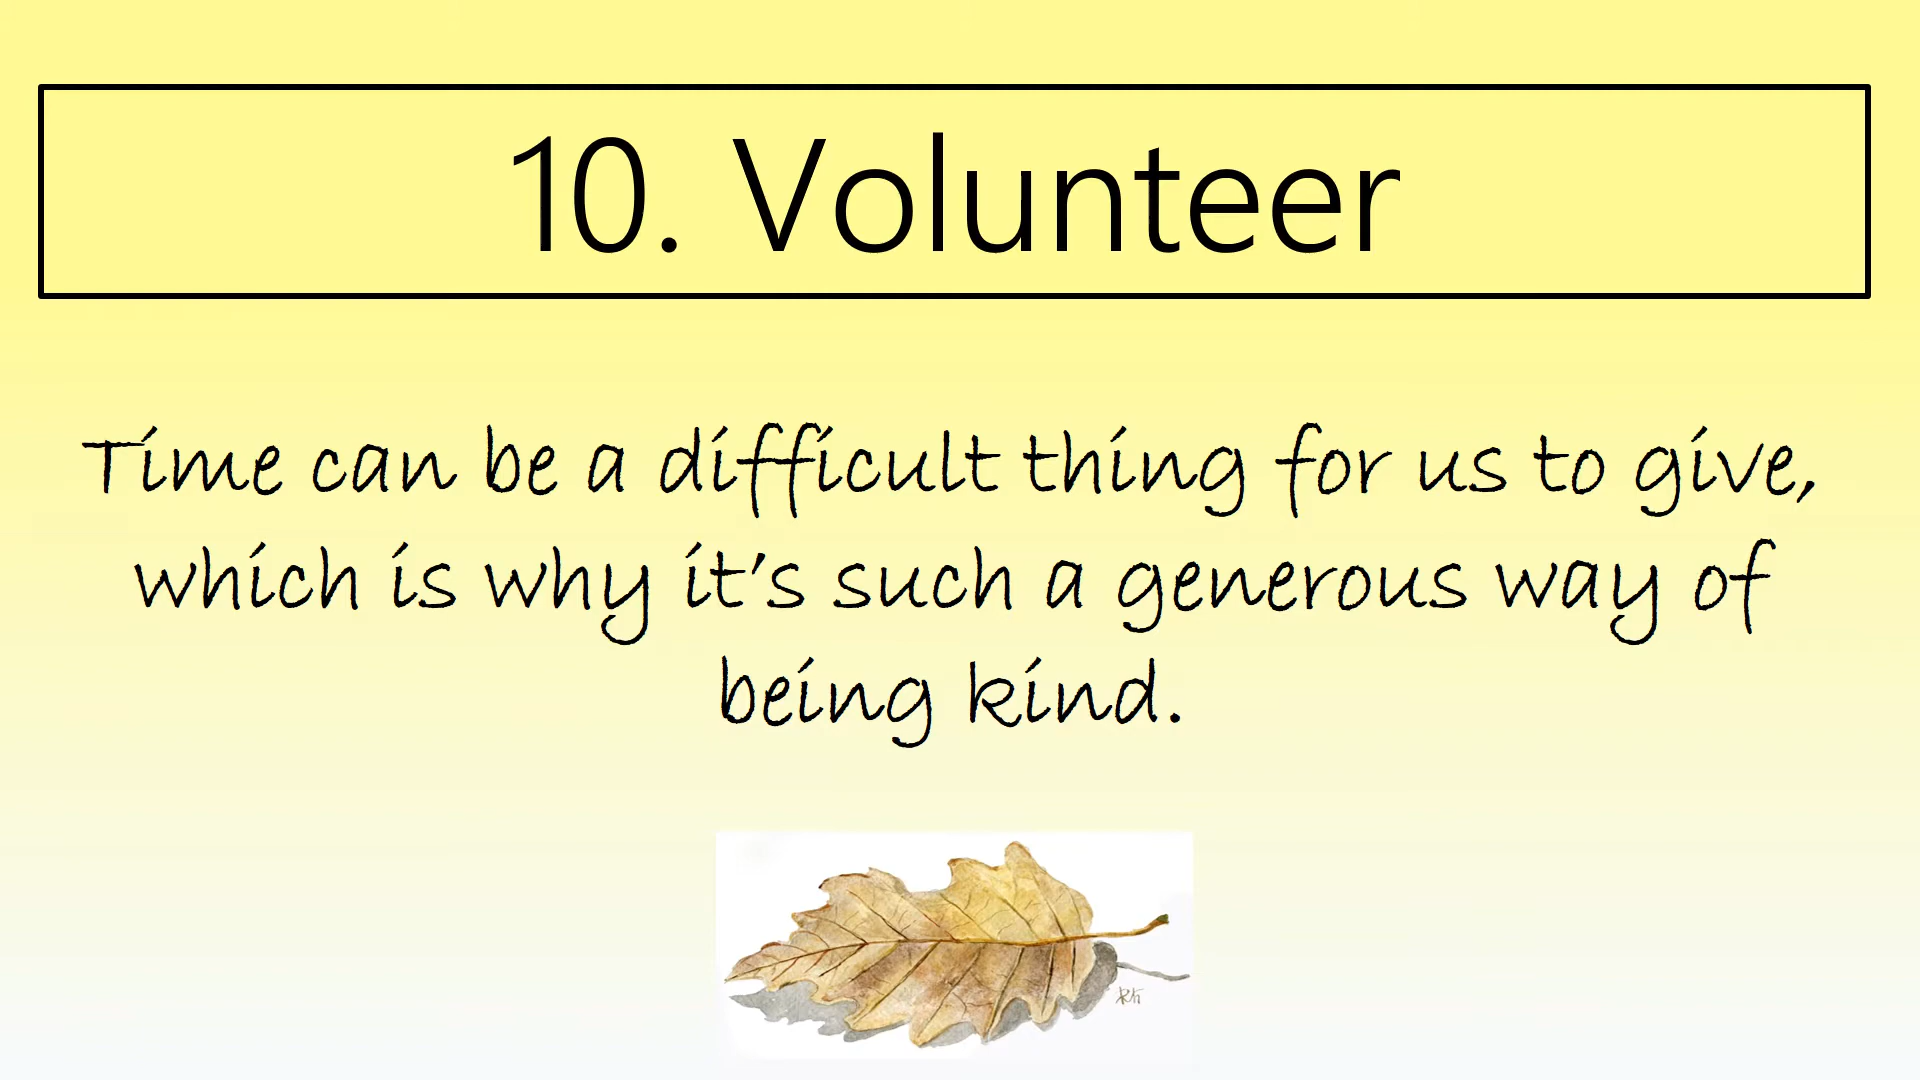 10. Volunteer
Time can be a difficult thing for us to give,
which is why it's such a generous way of
being kind.